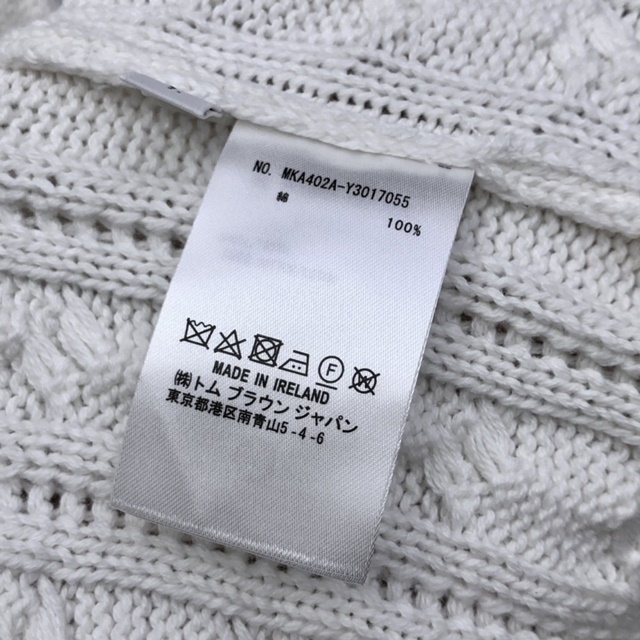 NO. MKA402A-Y3017055
綿 100%
F
MADE IN IRELAND
㈱トム ブラウン ジャパン
東京都港区南青山5-4-6